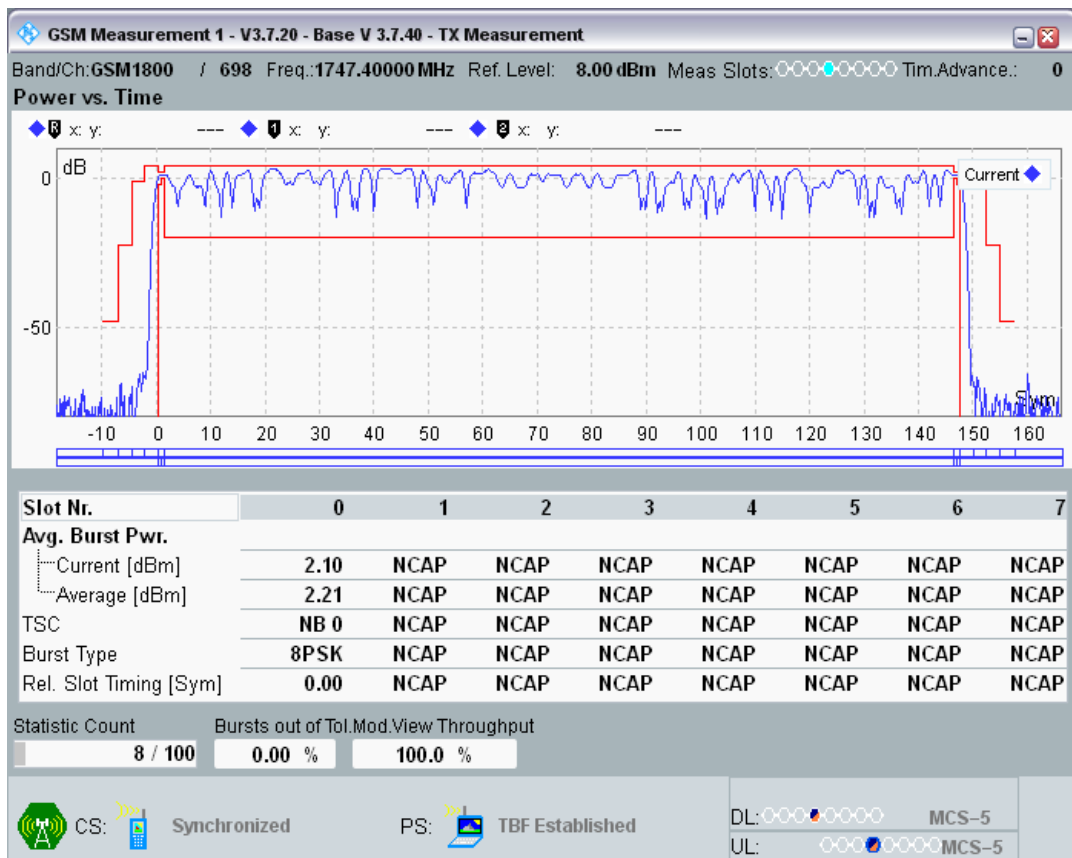 GSM Measurement 1 - V3.7.20 - Base V 3.7.40 - TX Measurement
Band/Ch:GSM1800 / 698 Freq.:1747.40000 MHz Ref. Level: 8.00 dBm Meas Slots: Tim.Advance.: 0
Power vs. Time
R x: y: --- 1 x: y: --- 2 x: y: ---
dB
Current
0
-50
Sym
-10 0 10 20 30 40 50 60 70 80 90 100 110 120 130 140 150 160
Slot Nr. 0 1 2 3 4 5 6 7
Avg. Burst Pwr.
Current [dBm] 2.10 NCAP NCAP NCAP NCAP NCAP NCAP NCAP
Average [dBm] 2.21 NCAP NCAP NCAP NCAP NCAP NCAP NCAP
TSC NB 0 NCAP NCAP NCAP NCAP NCAP NCAP NCAP
Burst Type 8PSK NCAP NCAP NCAP NCAP NCAP NCAP NCAP
Rel. Slot Timing [Sym] 0.00 NCAP NCAP NCAP NCAP NCAP NCAP NCAP
Statistic Count Bursts out of Tol. Mod.View Throughput
8 / 100 0.00 % 100.0 %
CS: Synchronized PS: TBF Established DL: MCS-5
UL: MCS-5